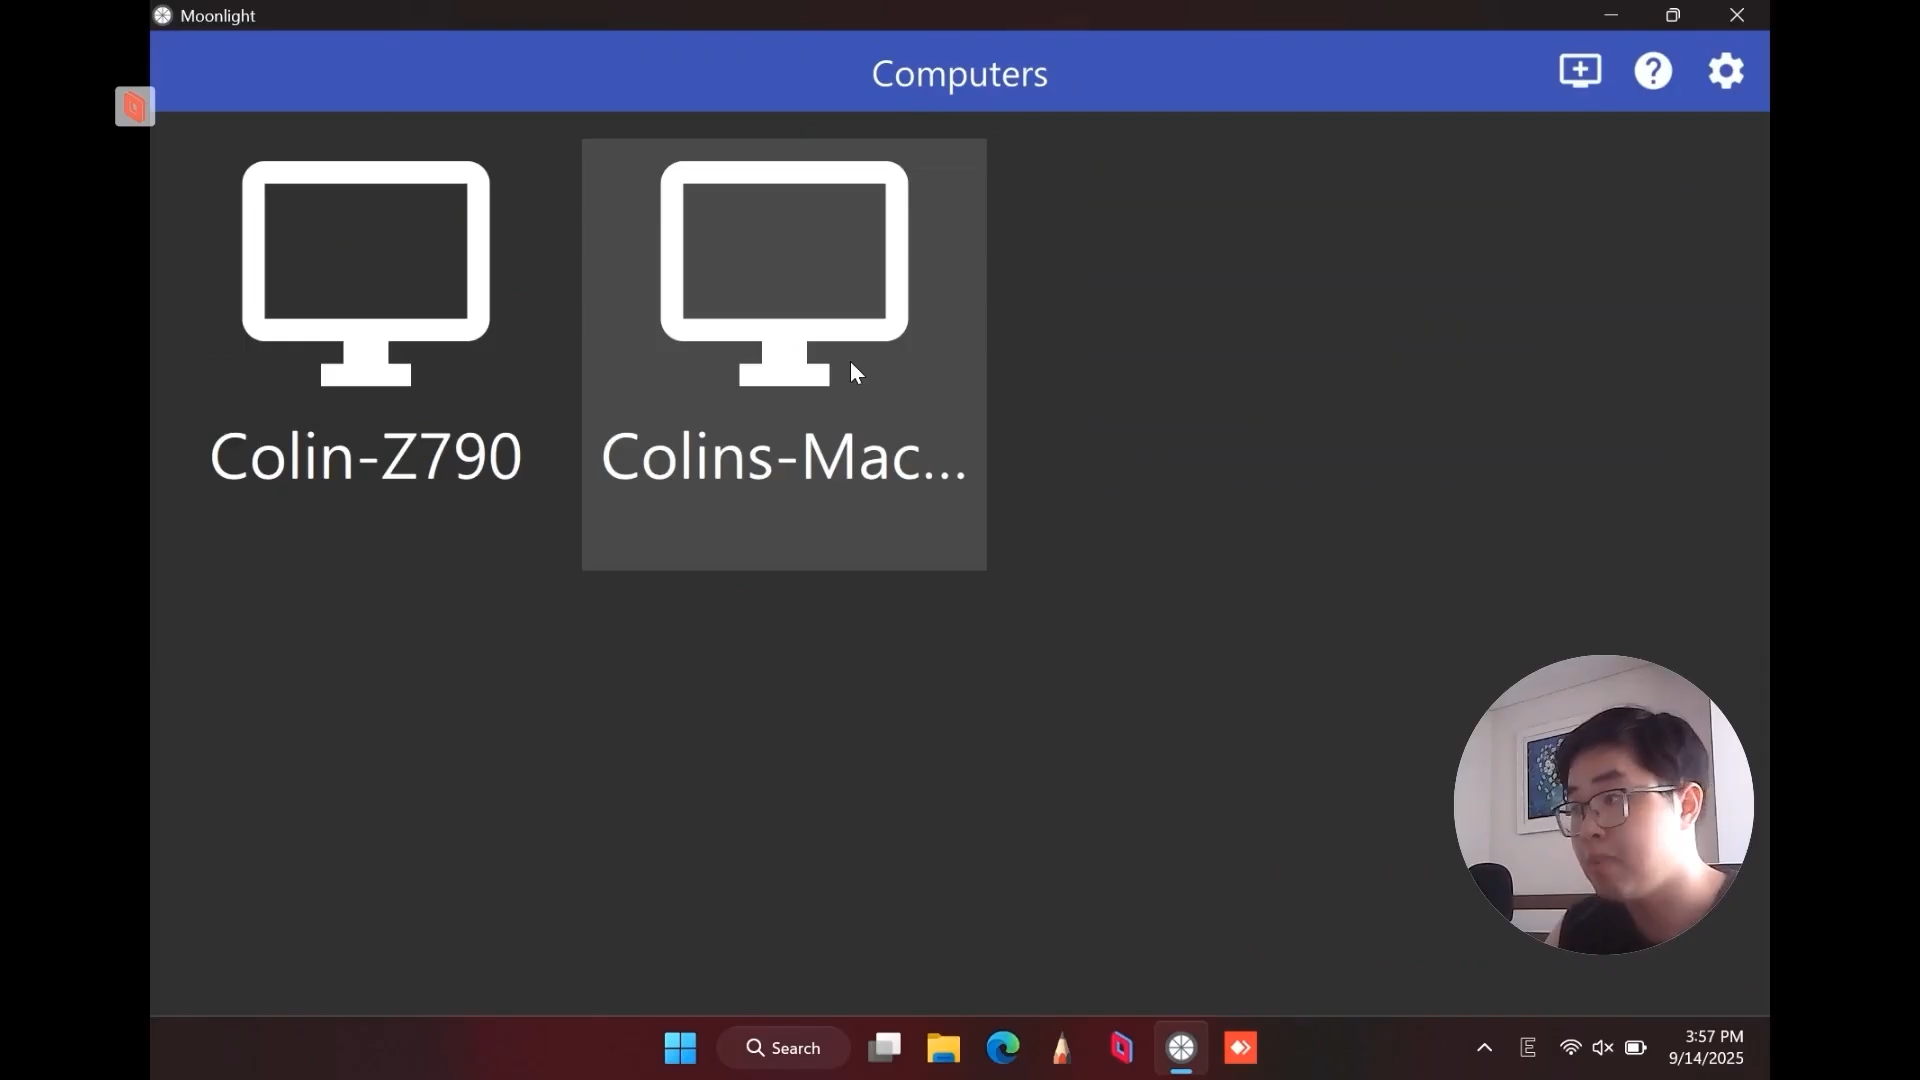 Moonlight
Computers
Colin-Z790
Colins-Mac...
Search
E
3:57 PM
9/14/2025